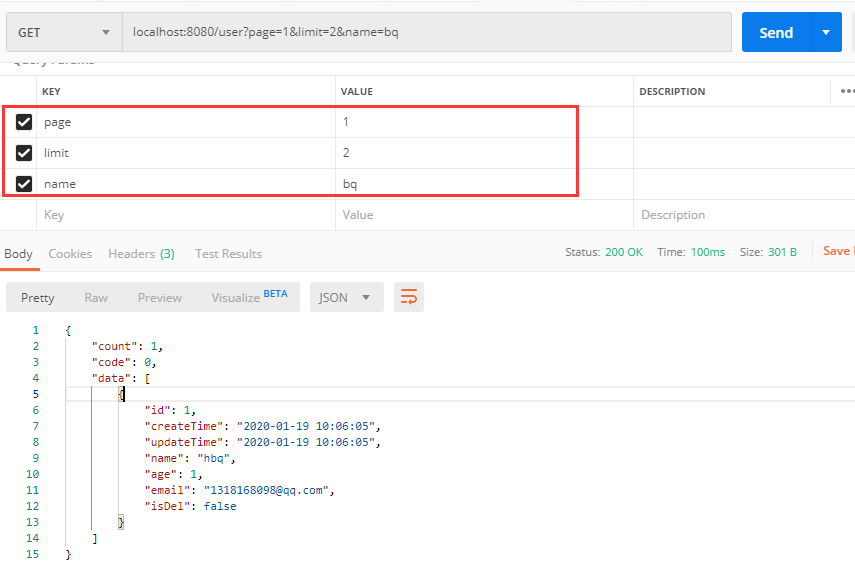 GET localhost:8080/user?page=1&limit=2&name=bq Send
Query Params
KEY VALUE DESCRIPTION
page 1
limit 2
name bq
Key Value Description
Body Cookies Headers (3) Test Results Status: 200 OK Time: 100ms Size: 301 B Save
Pretty Raw Preview Visualize BETA JSON
1 {
2 "count": 1,
3 "code": 0,
4 "data": [
5 {
6 "id": 1,
7 "createTime": "2020-01-19 10:06:05",
8 "updateTime": "2020-01-19 10:06:05",
9 "name": "hbq",
10 "age": 1,
11 "email": "1318168098@qq.com",
12 "isDel": false
13 }
14 ]
15 }